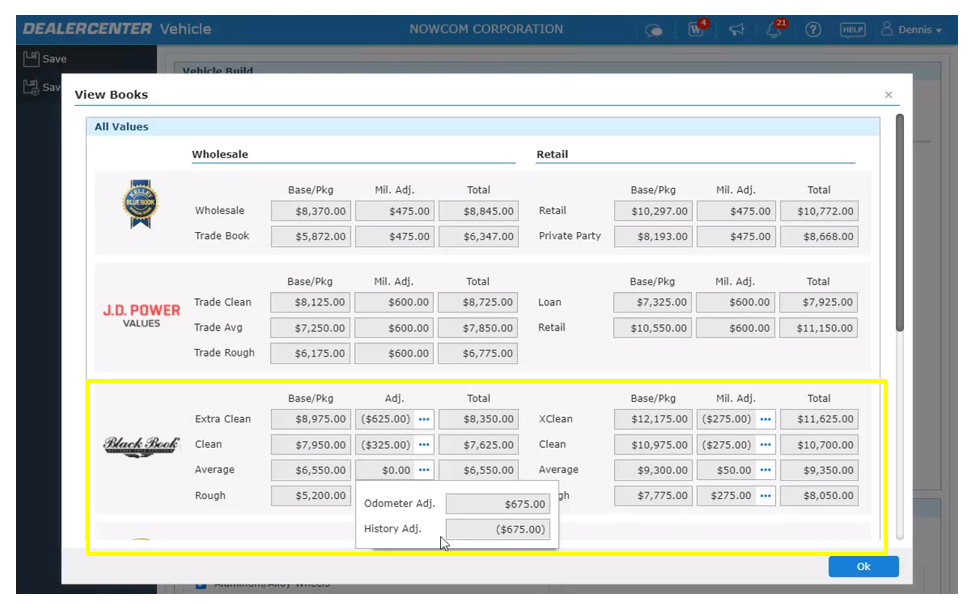 DEALERCENTER Vehicle NOWCOM CORPORATION 4 21 HELP Dennis
Save
Sav
Vehicle Build
View Books ×
All Values
Wholesale Retail
Base/Pkg Mil. Adj. Total Base/Pkg Mil. Adj. Total
KELLEY BLUE BOOK
Wholesale $8,370.00 $475.00 $8,845.00 Retail $10,297.00 $475.00 $10,772.00
Trade Book $5,872.00 $475.00 $6,347.00 Private Party $8,193.00 $475.00 $8,668.00
Base/Pkg Mil. Adj. Total Base/Pkg Mil. Adj. Total
J.D. POWER
VALUES
Trade Clean $8,125.00 $600.00 $8,725.00 Loan $7,325.00 $600.00 $7,925.00
Trade Avg $7,250.00 $600.00 $7,850.00 Retail $10,550.00 $600.00 $11,150.00
Trade Rough $6,175.00 $600.00 $6,775.00
Base/Pkg Adj. Total Base/Pkg Mil. Adj. Total
Black Book
Extra Clean $8,975.00 ($625.00) ••• $8,350.00 XClean $12,175.00 ($275.00) ••• $11,625.00
Clean $7,950.00 ($325.00) ••• $7,625.00 Clean $10,975.00 ($275.00) ••• $10,700.00
Average $6,550.00 $0.00 ••• $6,550.00 Average $9,300.00 $50.00 ••• $9,350.00
Rough $5,200.00 gh $7,775.00 $275.00 ••• $8,050.00
Odometer Adj. $675.00
History Adj. ($675.00)
Ok
Aluminum/Alloy Wheels